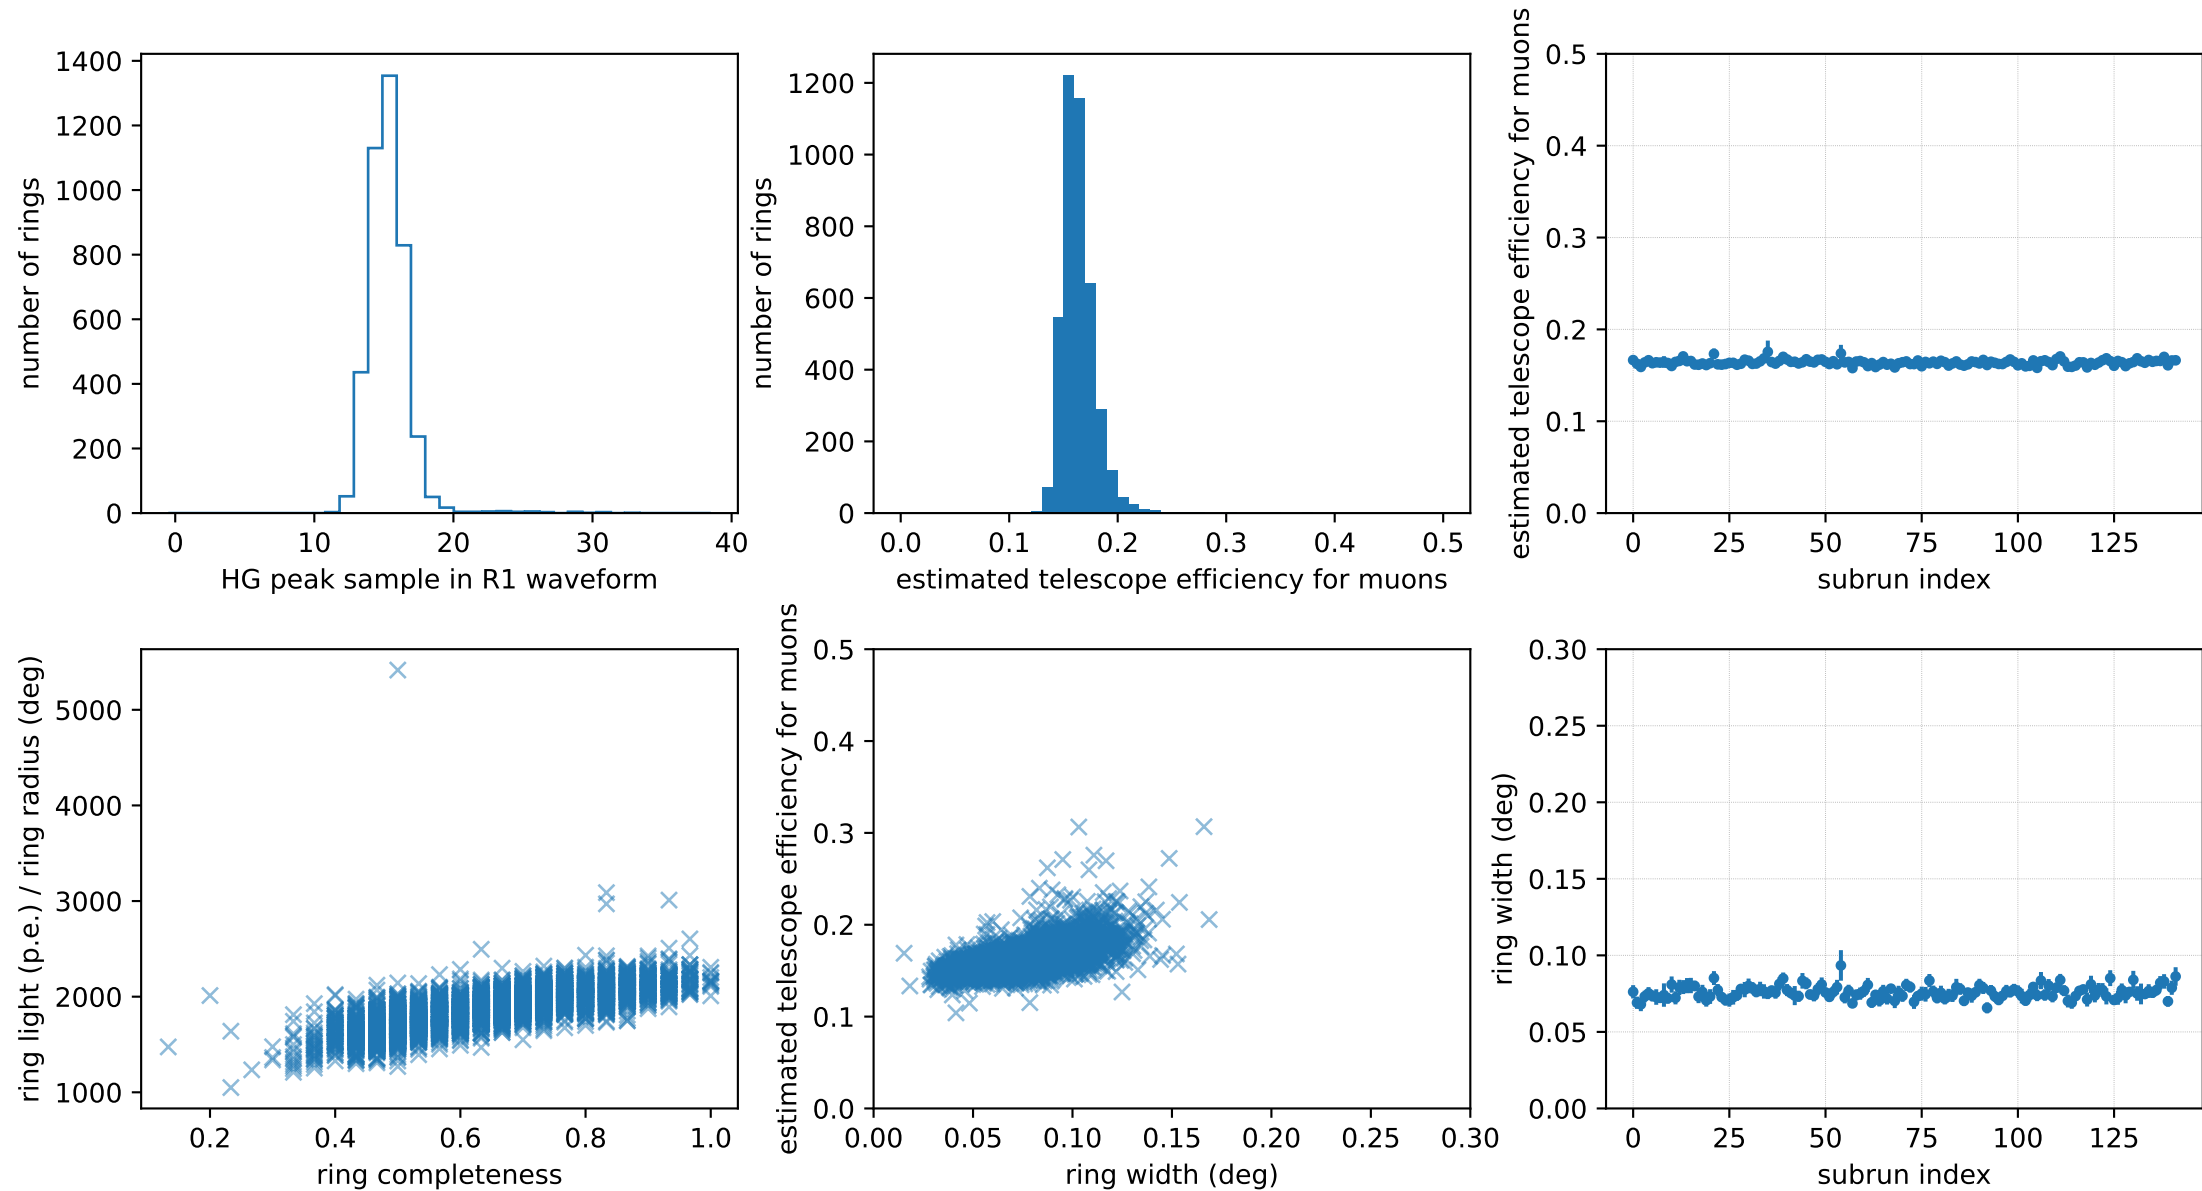 number of rings
1400
1200
1000
800
600
400
200
0
0 10 20 30 40
HG peak sample in R1 waveform
number of rings
1200
1000
800
600
400
200
0
0.0 0.1 0.2 0.3 0.4 0.5
estimated telescope efficiency for muons
estimated telescope efficiency for muons
0.5
0.4
0.3
0.2
0.1
0.0
0 25 50 75 100 125
subrun index
ring light (p.e.) / ring radius (deg)
5000
4000
3000
2000
1000
0.2 0.4 0.6 0.8 1.0
ring completeness
estimated telescope efficiency for muons
0.5
0.4
0.3
0.2
0.1
0.0
0.00 0.05 0.10 0.15 0.20 0.25 0.30
ring width (deg)
ring width (deg)
0.30
0.25
0.20
0.15
0.10
0.05
0.00
0 25 50 75 100 125
subrun index